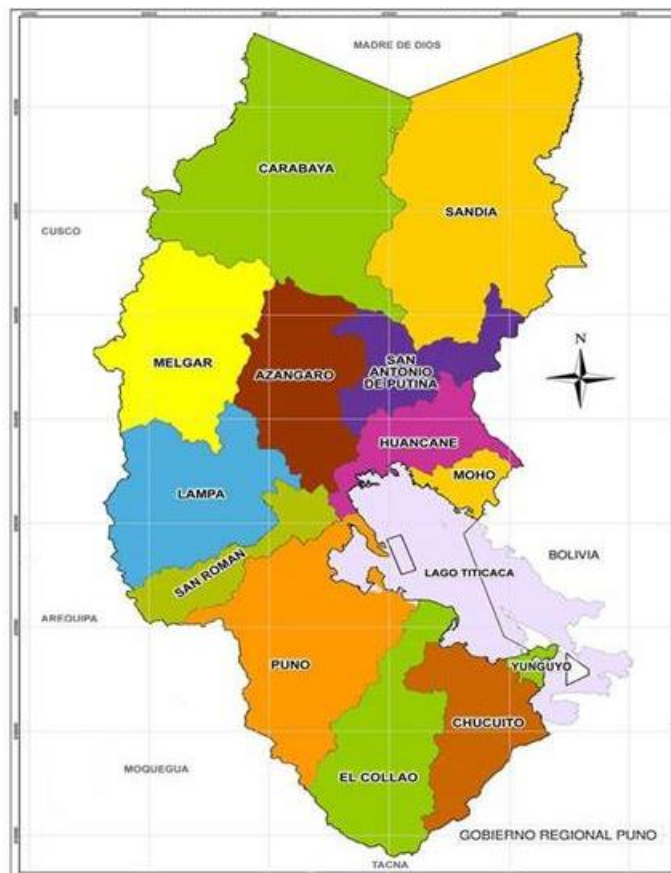 MADRE DE DIOS
CARABAYA
SANDIA
CUSCO
N
MELGAR
AZANGARO
SAN
ANTONIO
DE PUTINA
HUANCANE
MOHO
LAMPA
BOLIVIA
SAN ROMAN
LAGO TITICACA
AREQUIPA
PUNO
YUNGUYO
CHUCUITO
MOQUEGUA
EL COLLAO
GOBIERNO REGIONAL PUNO
TACNA